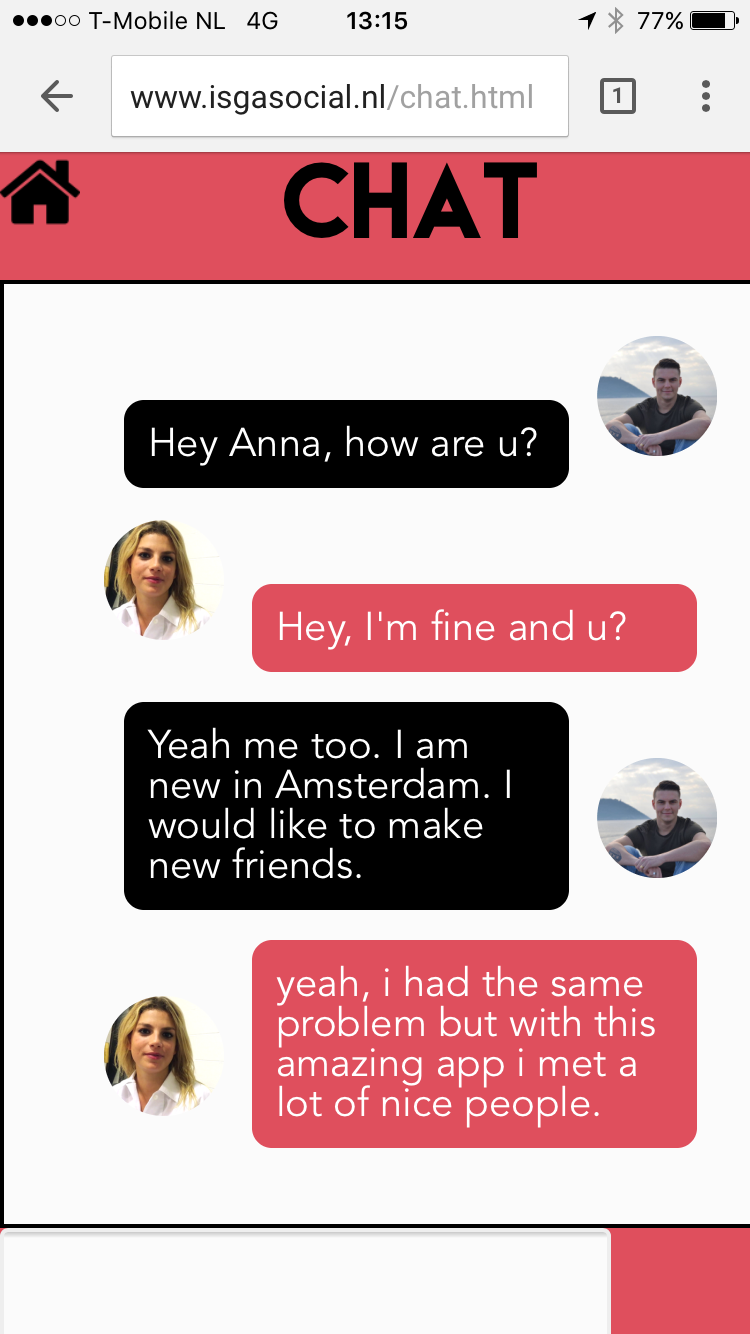 T-Mobile NL 4G 13:15 77%
www.isgasocial.nl/chat.html 1
CHAT
Hey Anna, how are u?
Hey, I'm fine and u?
Yeah me too. I am
new in Amsterdam. I
would like to make
new friends.
yeah, i had the same
problem but with this
amazing app i met a
lot of nice people.